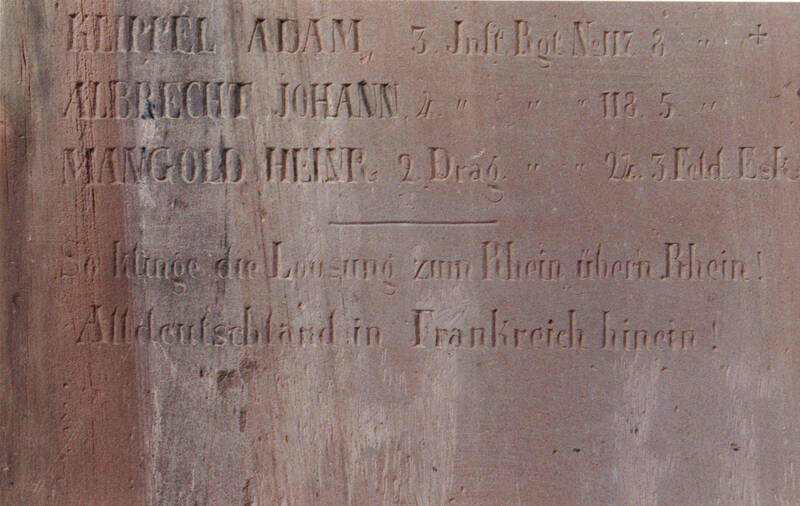 KLIPPEL ADAM, 3. Inft. Rgt. No 117. 8. " †
ALBRECHT JOHANN, 4. " " " 118. 5. "
MANGOLD HEINR. 2. Drag. " " 24. 3. Feld. Esk.
So klinge die Lousung zum Rhein übern Rhein!
Alldeutschland in Frankreich hinein!